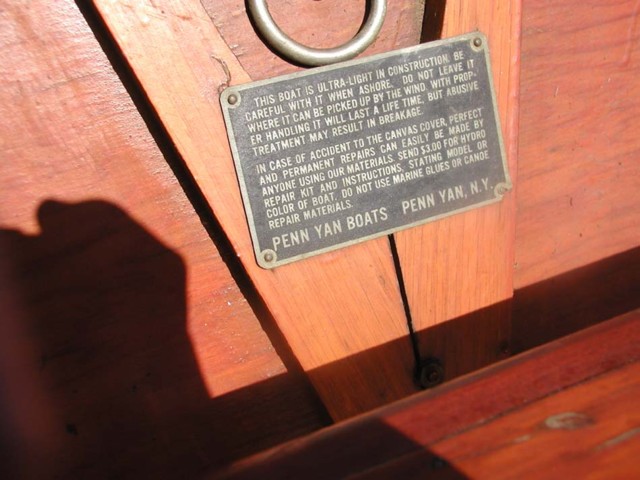 THIS BOAT IS ULTRA-LIGHT IN CONSTRUCTION. BE
CAREFUL WITH IT WHEN ASHORE. DO NOT LEAVE IT
WHERE IT CAN BE PICKED UP BY THE WIND. WITH PROP-
ER HANDLING IT WILL LAST A LIFE TIME, BUT ABUSIVE
TREATMENT MAY RESULT IN BREAKAGE.
IN CASE OF ACCIDENT TO THE CANVAS COVER, PERFECT
AND PERMANENT REPAIRS CAN EASILY BE MADE BY
ANYONE USING OUR MATERIALS. SEND $3.00 FOR HYDRO
REPAIR KIT AND INSTRUCTIONS, STATING MODEL OR
COLOR OF BOAT. DO NOT USE MARINE GLUES OR CANOE
REPAIR MATERIALS.
PENN YAN BOATS PENN YAN, N.Y.